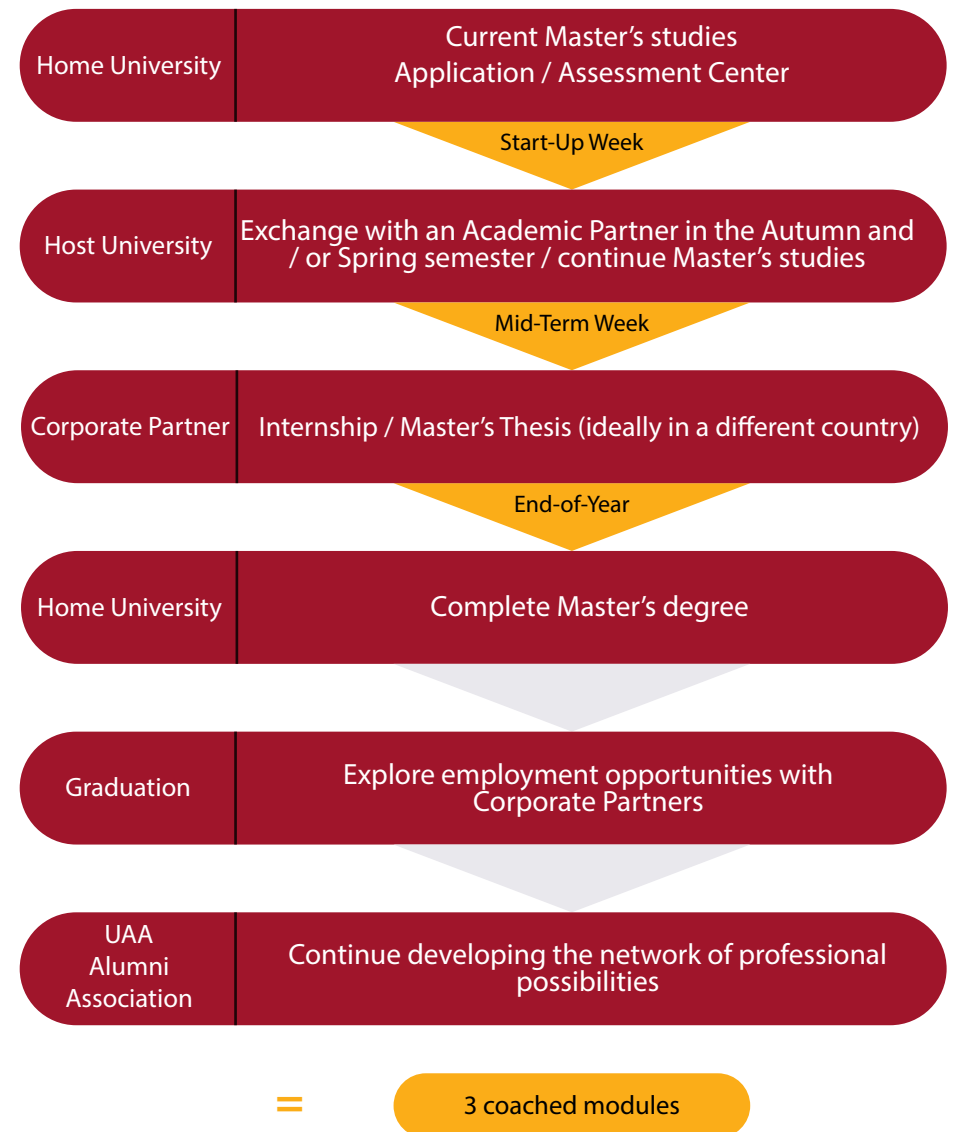 Home University
Current Master’s studies
Application / Assessment Center
Start-Up Week
Host University
Exchange with an Academic Partner in the Autumn and
/ or Spring semester / continue Master’s studies
Mid-Term Week
Corporate Partner
Internship / Master’s Thesis (ideally in a different country)
End-of-Year
Home University
Complete Master’s degree
Graduation
Explore employment opportunities with
Corporate Partners
UAA
Alumni
Association
Continue developing the network of professional
possibilities
=
3 coached modules